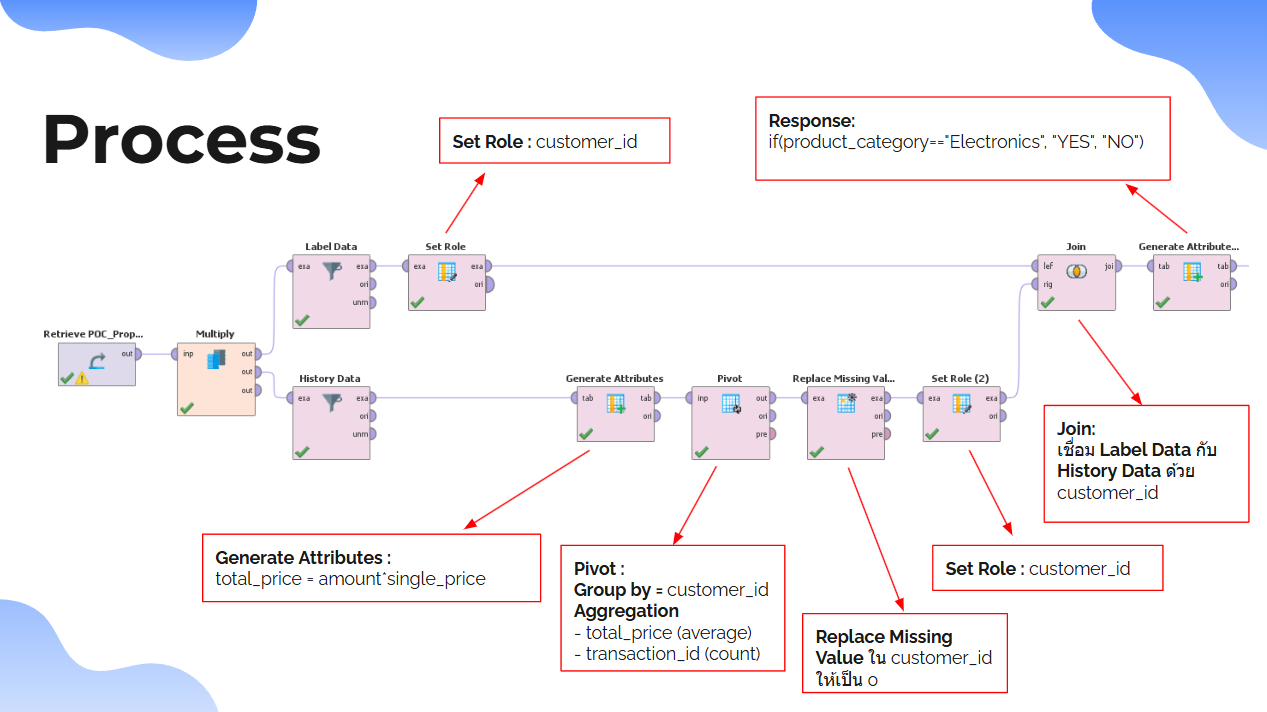 Process
Set Role : customer_id
Response:
if(product_category=="Electronics", "YES", "NO")
Label Data
exa
exa
ori
unm
Set Role
exa
exa
ori
Join
lef
joi
rig
Generate Attribute...
tab
tab
ori
Retrieve POC_Prop...
out
Multiply
inp
out
out
out
History Data
exa
exa
ori
unm
Generate Attributes
tab
tab
ori
Pivot
inp
out
ori
pre
Replace Missing Val...
exa
exa
ori
pre
Set Role (2)
exa
exa
ori
Join:
เชื่อม Label Data กับ
History Data ด้วย
customer_id
Generate Attributes :
total_price = amount*single_price
Pivot :
Group by = customer_id
Aggregation
- total_price (average)
- transaction_id (count)
Replace Missing
Value ใน customer_id
ให้เป็น 0
Set Role : customer_id